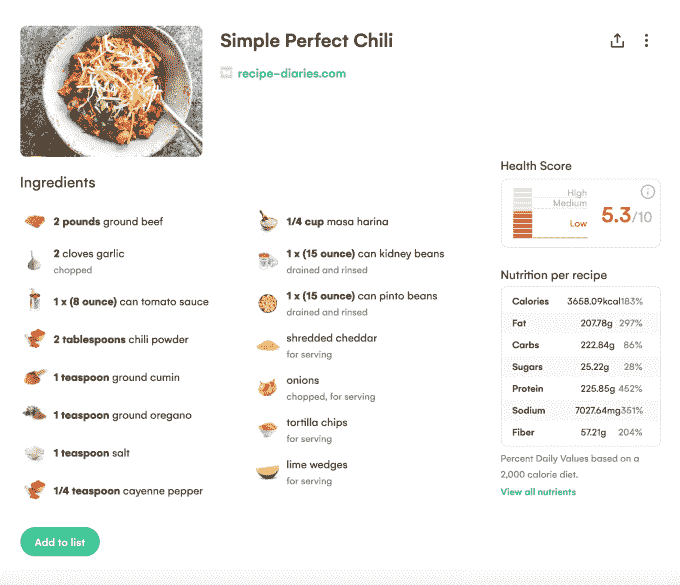 Simple Perfect Chili
recipe-diaries.com
Ingredients
2 pounds ground beef
2 cloves garlic
chopped
1 x (8 ounce) can tomato sauce
2 tablespoons chili powder
1 teaspoon ground cumin
1 teaspoon ground oregano
1 teaspoon salt
1/4 teaspoon cayenne pepper
1/4 cup masa harina
1 x (15 ounce) can kidney beans
drained and rinsed
1 x (15 ounce) can pinto beans
drained and rinsed
shredded cheddar
for serving
onions
chopped, for serving
tortilla chips
for serving
lime wedges
for serving
Add to list
Health Score
High
Medium
Low
5.3/10
Nutrition per recipe
Calories 3658.09kcal 183%
Fat 207.78g 297%
Carbs 222.84g 86%
Sugars 25.22g 28%
Protein 225.85g 452%
Sodium 7027.64mg 351%
Fiber 57.21g 204%
Percent Daily Values based on a
2,000 calorie diet.
View all nutrients